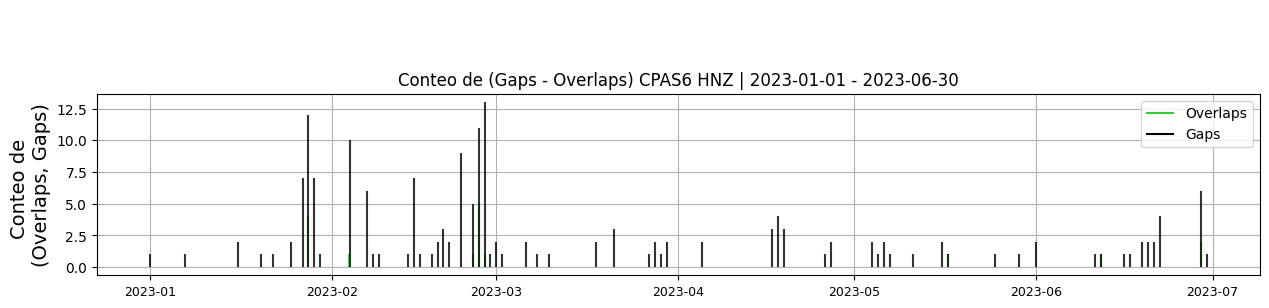 Conteo de (Gaps - Overlaps) CPAS6 HNZ | 2023-01-01 - 2023-06-30
Conteo de
(Overlaps, Gaps)
12.5
10.0
7.5
5.0
2.5
0.0
Overlaps
Gaps
2023-01
2023-02
2023-03
2023-04
2023-05
2023-06
2023-07